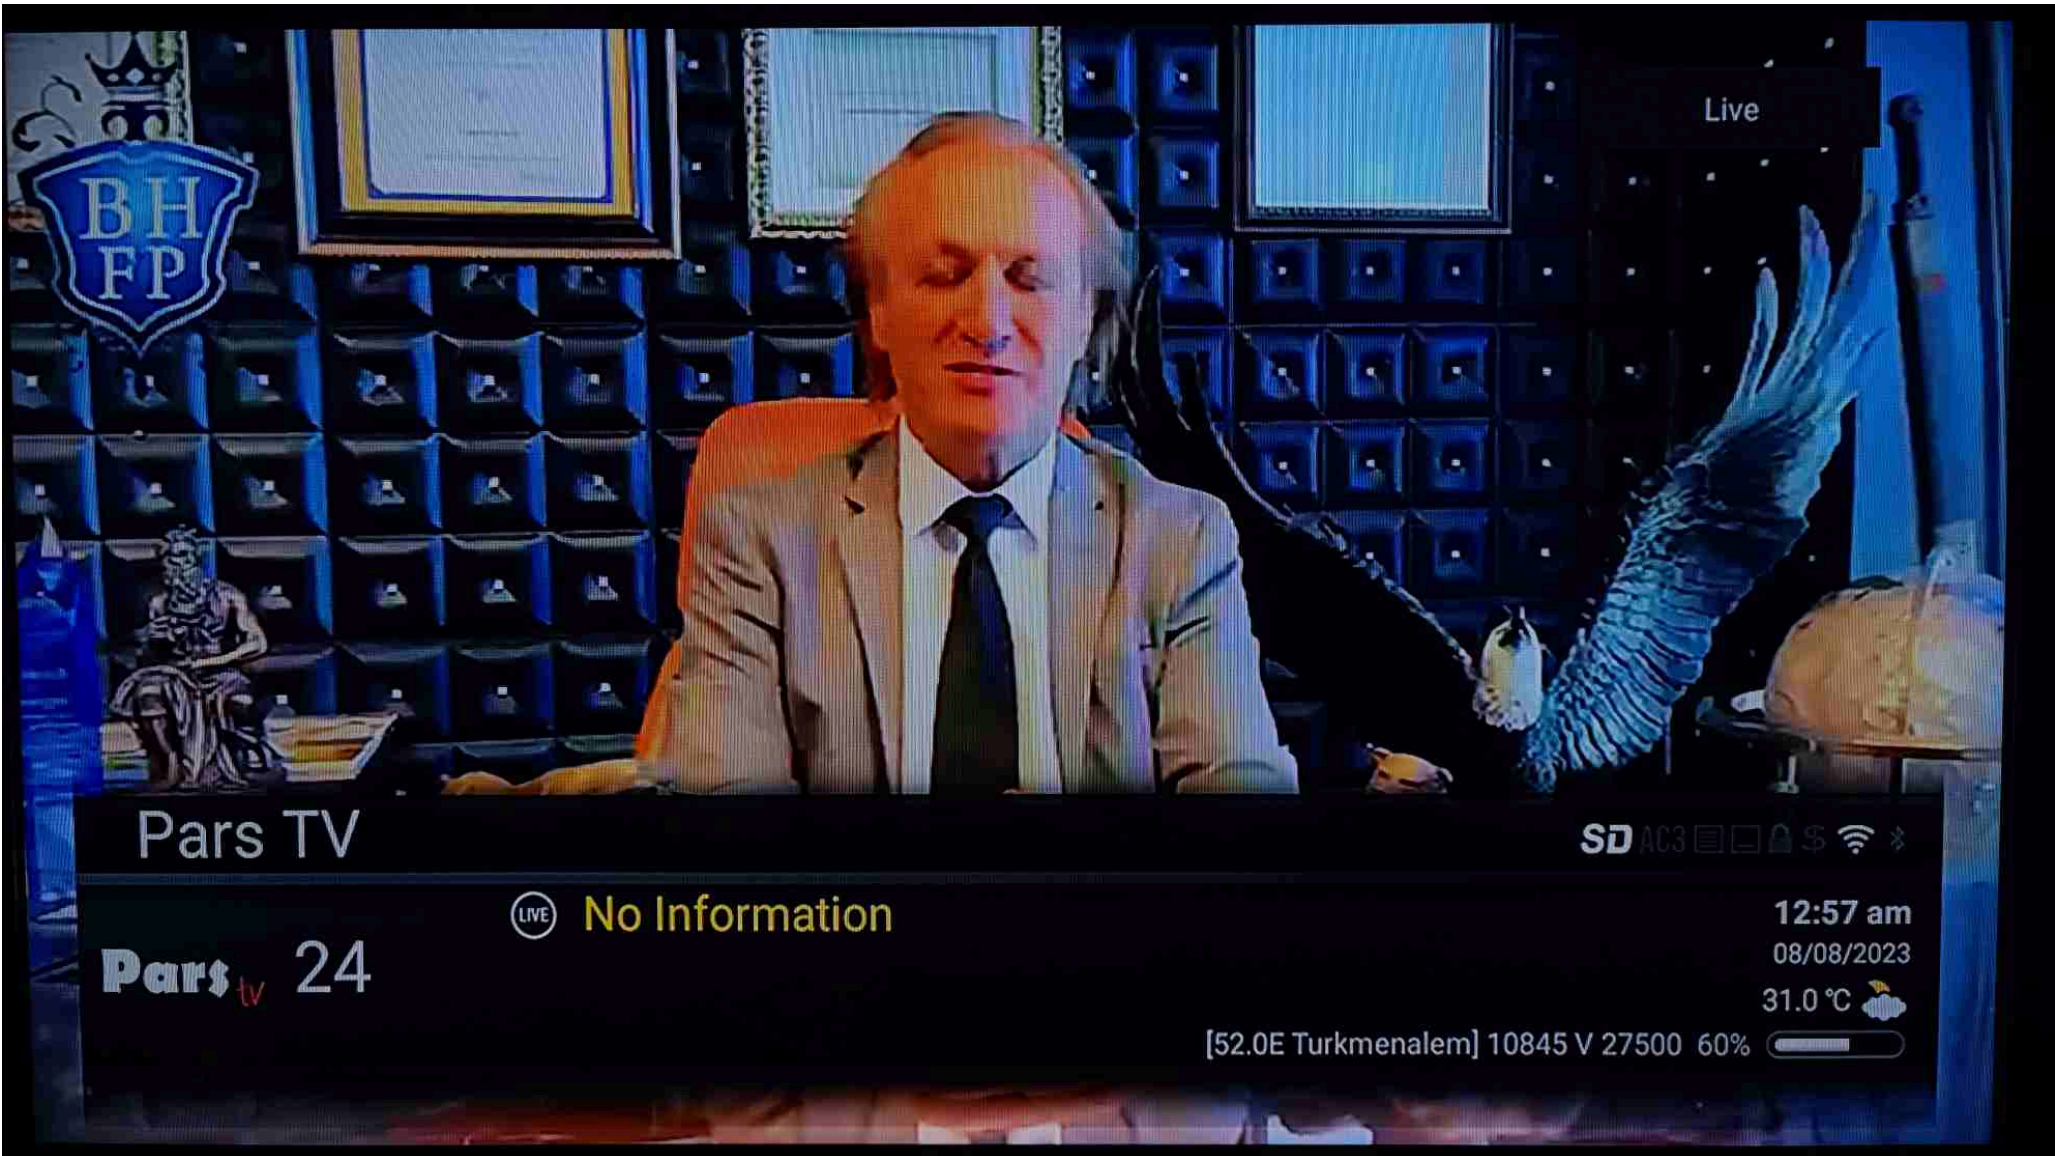 BH
FP
Live
Pars TV
SD AC3
LIVE No Information
12:57 am
Pars tv 24
08/08/2023
31.0 °C
[52.0E Turkmenalem] 10845 V 27500 60%